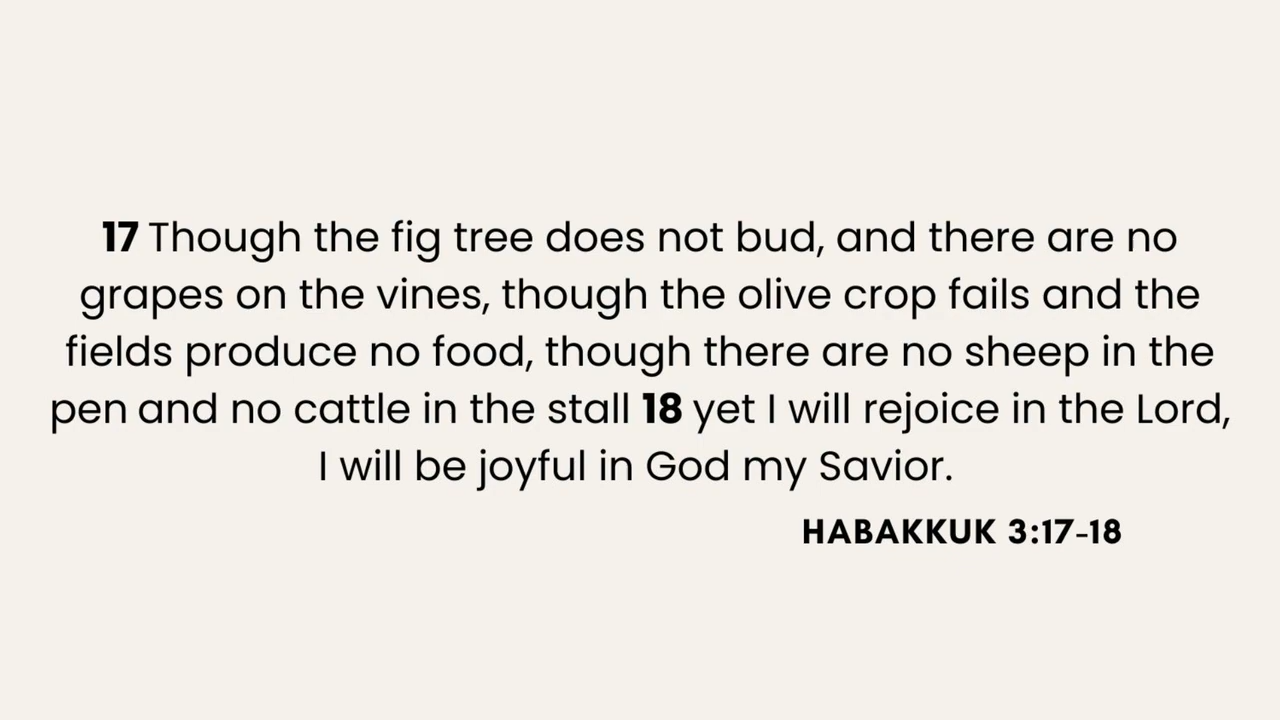 17 Though the fig tree does not bud, and there are no
grapes on the vines, though the olive crop fails and the
fields produce no food, though there are no sheep in the
pen and no cattle in the stall 18 yet I will rejoice in the Lord,
I will be joyful in God my Savior.
HABAKKUK 3:17-18